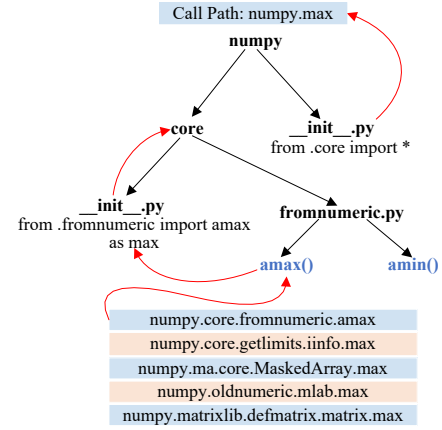 Call Path: numpy.max
numpy
core
__init__.py
from .core import *
__init__.py
from .fromnumeric import amax
as max
fromnumeric.py
amax()
amin()
numpy.core.fromnumeric.amax
numpy.core.getlimits.iinfo.max
numpy.ma.core.MaskedArray.max
numpy.oldnumeric.mlab.max
numpy.matrixlib.defmatrix.matrix.max